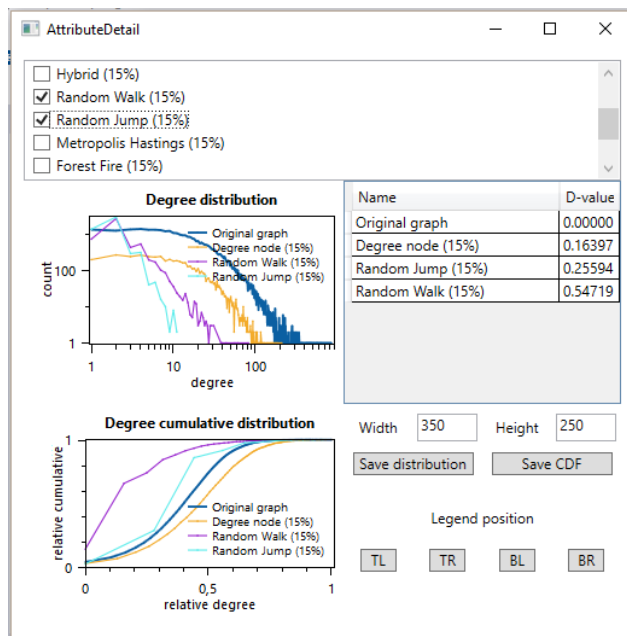 AttributeDetail
Hybrid (15%)
Random Walk (15%)
Random Jump (15%)
Metropolis Hastings (15%)
Forest Fire (15%)
Degree distribution
Original graph
Degree node (15%)
Random Walk (15%)
Random Jump (15%)
count
100
1
1
10
100
degree
Name D-value
Original graph 0.00000
Degree node (15%) 0.16397
Random Jump (15%) 0.25594
Random Walk (15%) 0.54719
Degree cumulative distribution
relative cumulative
1
0
Original graph
Degree node (15%)
Random Walk (15%)
Random Jump (15%)
0
0,5
1
relative degree
Width 350 Height 250
Save distribution Save CDF
Legend position
TL TR BL BR